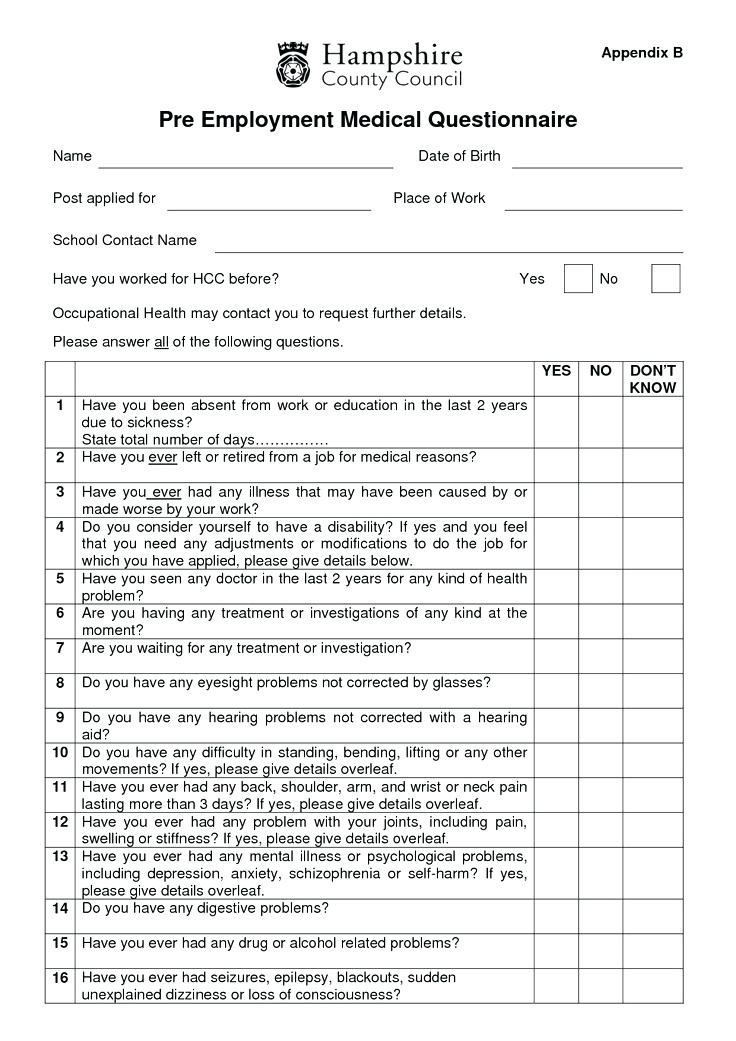 Hampshire
County Council
Appendix B
Pre Employment Medical Questionnaire
Name Date of Birth
Post applied for Place of Work
School Contact Name
Have you worked for HCC before? Yes No
Occupational Health may contact you to request further details.
Please answer all of the following questions.
YES NO DON'T
KNOW
1 Have you been absent from work or education in the last 2 years
due to sickness?
State total number of days……………
2 Have you ever left or retired from a job for medical reasons?
3 Have you ever had any illness that may have been caused by or
made worse by your work?
4 Do you consider yourself to have a disability? If yes and you feel
that you need any adjustments or modifications to do the job for
which you have applied, please give details below.
5 Have you seen any doctor in the last 2 years for any kind of health
problem?
6 Are you having any treatment or investigations of any kind at the
moment?
7 Are you waiting for any treatment or investigation?
8 Do you have any eyesight problems not corrected by glasses?
9 Do you have any hearing problems not corrected with a hearing
aid?
10 Do you have any difficulty in standing, bending, lifting or any other
movements? If yes, please give details overleaf.
11 Have you ever had any back, shoulder, arm, and wrist or neck pain
lasting more than 3 days? If yes, please give details overleaf.
12 Have you ever had any problem with your joints, including pain,
swelling or stiffness? If yes, please give details overleaf.
13 Have you ever had any mental illness or psychological problems,
including depression, anxiety, schizophrenia or self-harm? If yes,
please give details overleaf.
14 Do you have any digestive problems?
15 Have you ever had any drug or alcohol related problems?
16 Have you ever had seizures, epilepsy, blackouts, sudden
unexplained dizziness or loss of consciousness?